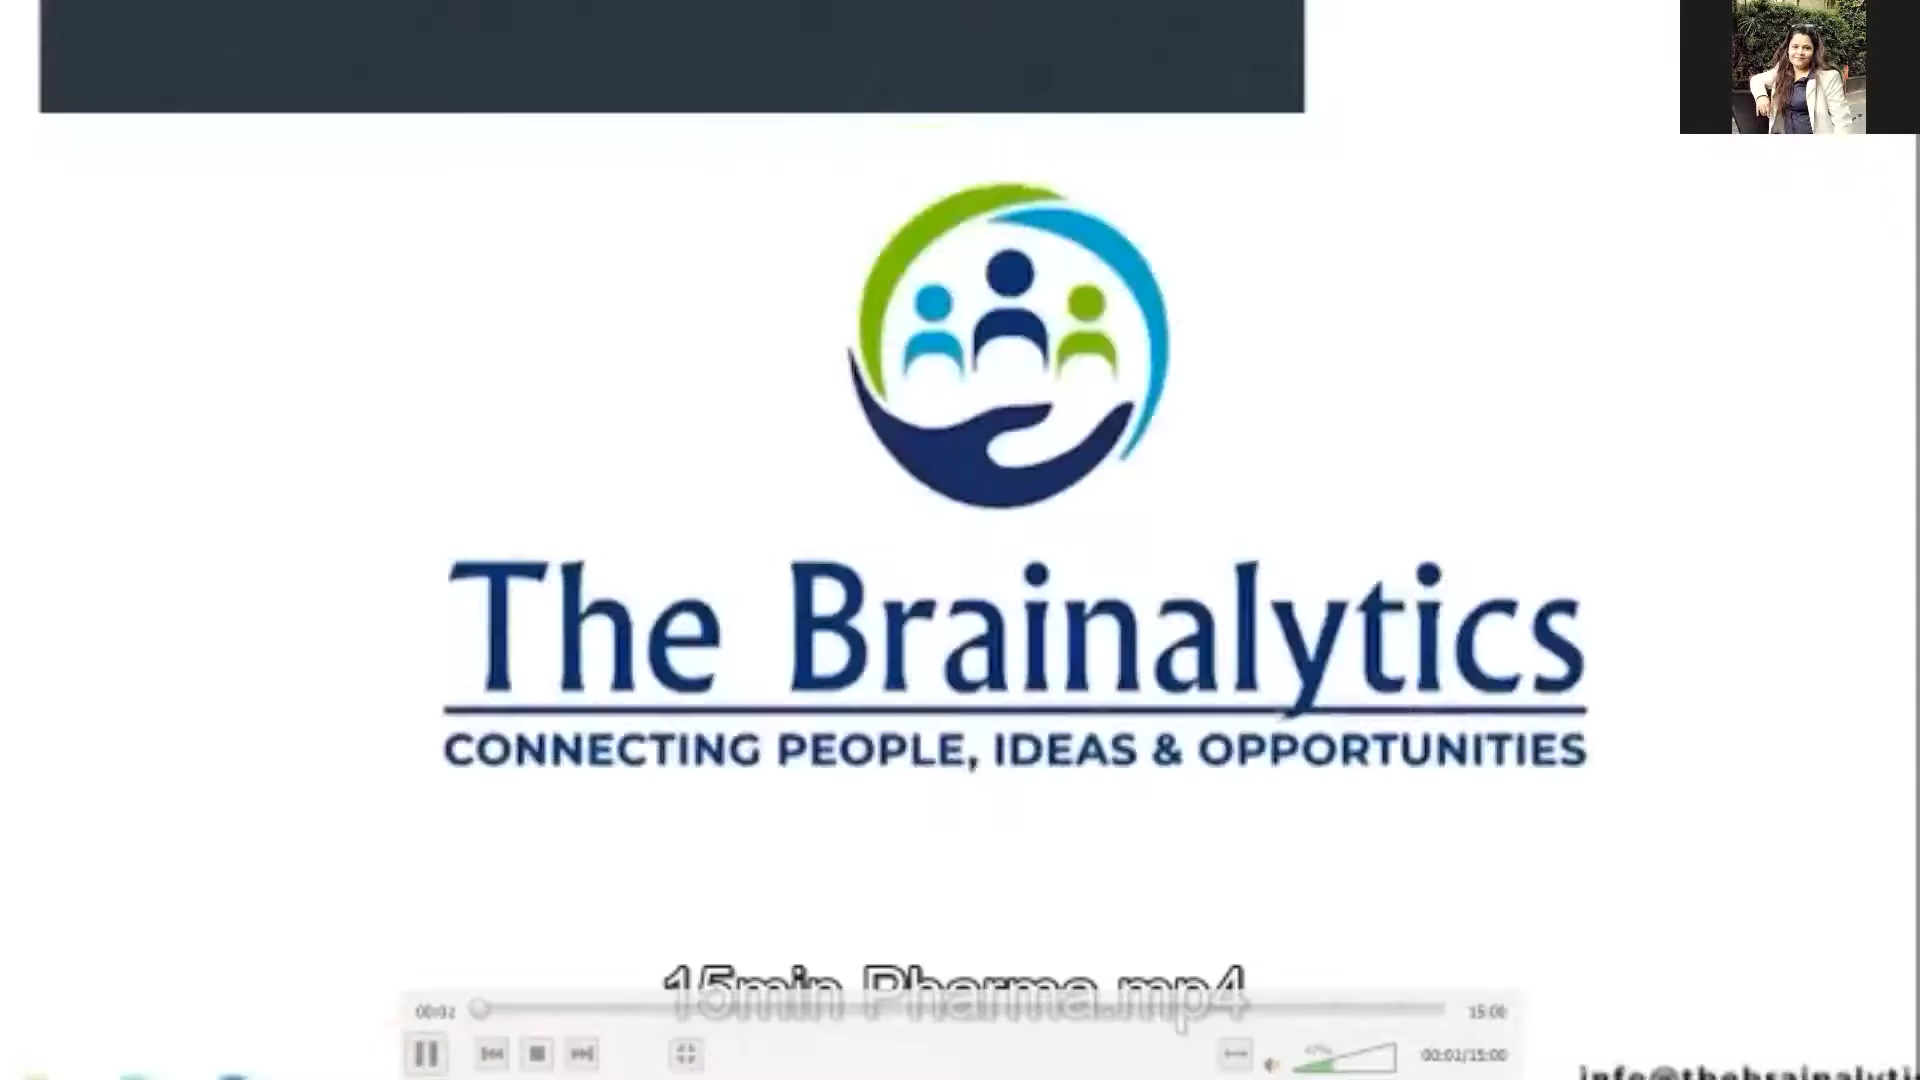 The Brainalytics
CONNECTING PEOPLE, IDEAS & OPPORTUNITIES
15min Pharma.mp4
00:02
15:00
00:01/15:00